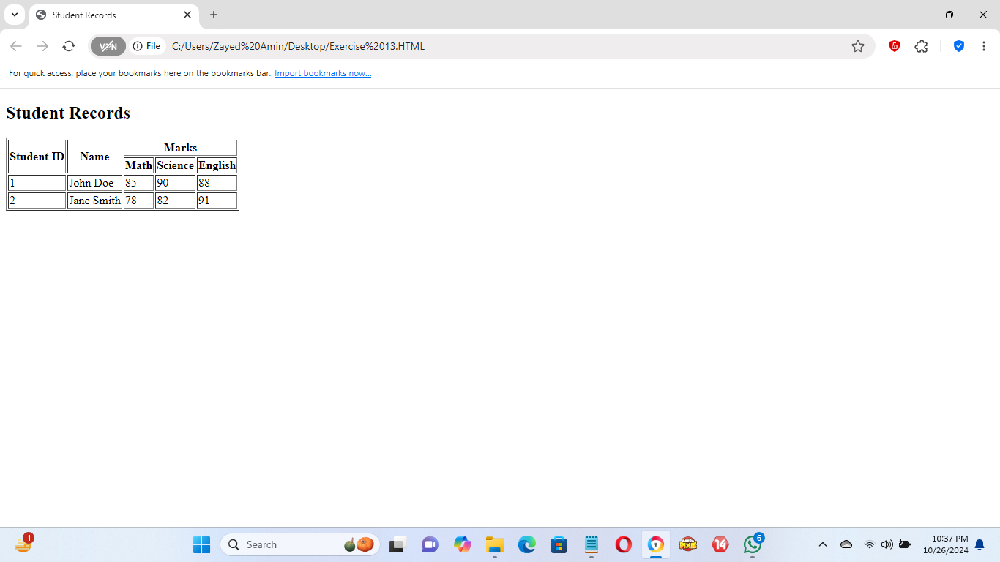 Student Records
VPN
File
C:/Users/Zayed%20Amin/Desktop/Exercise%2013.HTML
For quick access, place your bookmarks here on the bookmarks bar. Import bookmarks now...
Student Records
Student ID Name Marks
Math Science English
1 John Doe 85 90 88
2 Jane Smith 78 82 91
1
Search
PIXIE
14
6
10:37 PM
10/26/2024